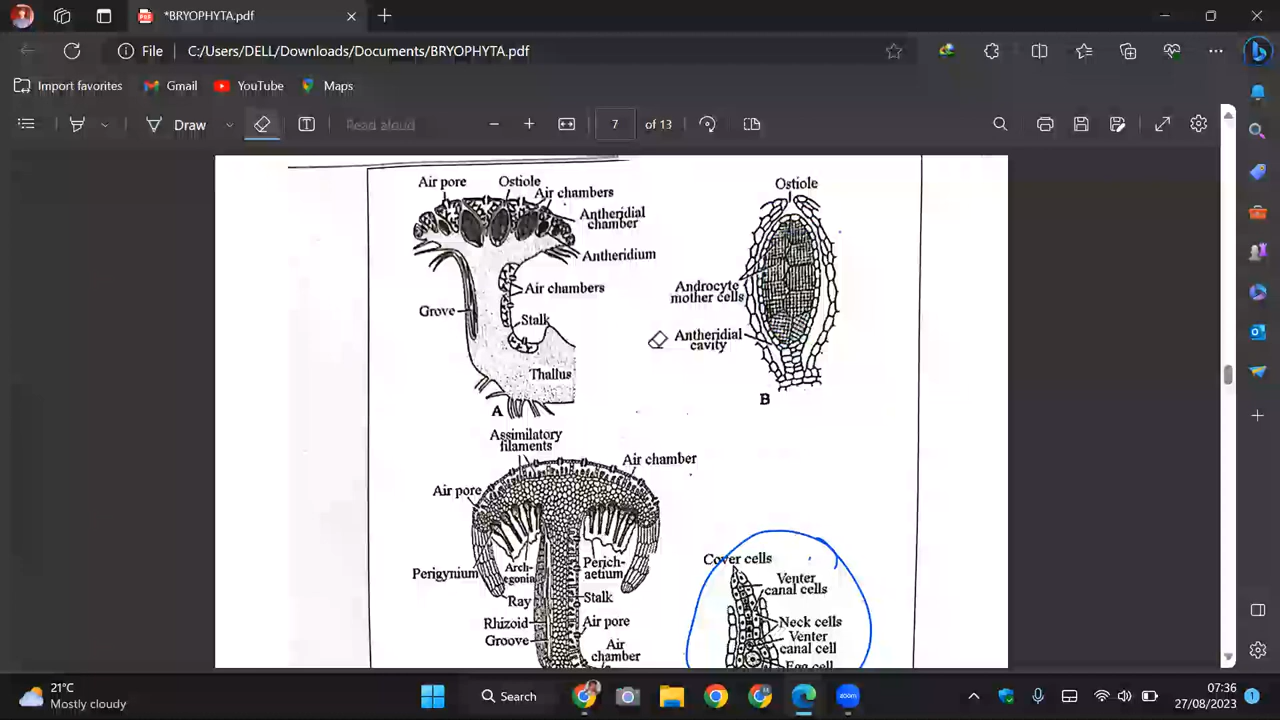 *BRYOPHYTA.pdf
File
C:/Users/DELL/Downloads/Documents/BRYOPHYTA.pdf
Import favorites
Gmail
YouTube
Maps
Draw
Read aloud
7
of 13
Air pore
Ostiole
Air chambers
Antheridial
chamber
Antheridium
Air chambers
Grove
Stalk
Thallus
A
Ostiole
Androcyte
mother cells
Antheridial
cavity
B
Assimilatory
filaments
Air chamber
Air pore
Perigynium
Arch-
egonia
Perich-
aetium
Ray
Stalk
Rhizoid
Air pore
Groove
Air
chamber
Cover cells
Venter
canal cells
Neck cells
Venter
canal cell
Egg cell
21°C
Mostly cloudy
Search
zoom
07:36
27/08/2023
1